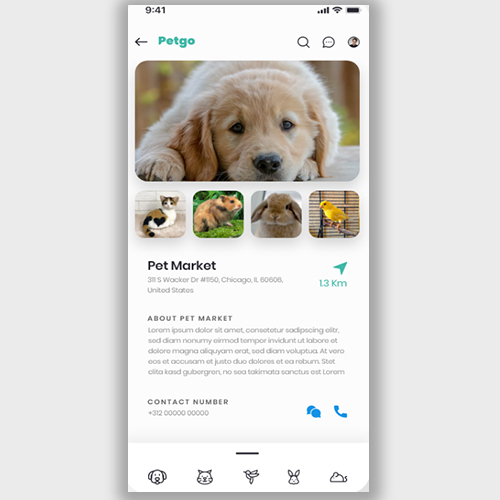 9:41
Petgo
Pet Market
311 S Wacker Dr #1150, Chicago, IL 60606,
United States
1.3 Km
ABOUT PET MARKET
Lorem ipsum dolor sit amet, consetetur sadipscing elitr,
sed diam nonumy eirmod tempor invidunt ut labore et
dolore magna aliquyam erat, sed diam voluptua. At vero
eos et accusam et justo duo dolores et ea rebum. Stet
clita kasd gubergren, no sea takimata sanctus est Lorem
CONTACT NUMBER
+312 00000 00000